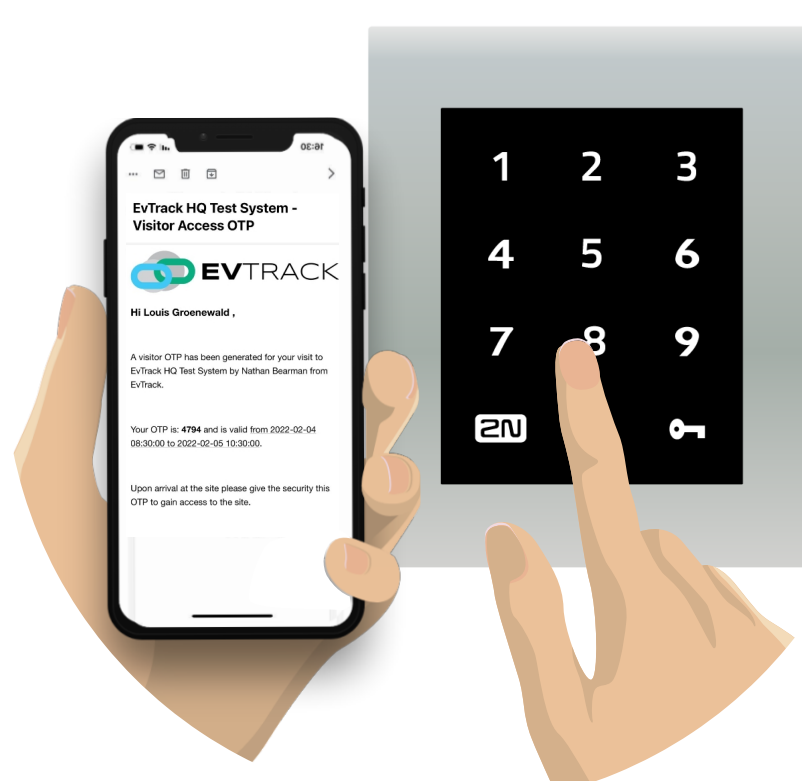 16:30
EvTrack HQ Test System -
Visitor Access OTP
EVTRACK
Hi Louis Groenewald ,
A visitor OTP has been generated for your visit to
EvTrack HQ Test System by Nathan Bearman from
EvTrack.
Your OTP is: 4794 and is valid from 2022-02-04
08:30:00 to 2022-02-05 10:30:00.
Upon arrival at the site please give the security this
OTP to gain access to the site.
1 2 3
4 5 6
7 8 9
2N